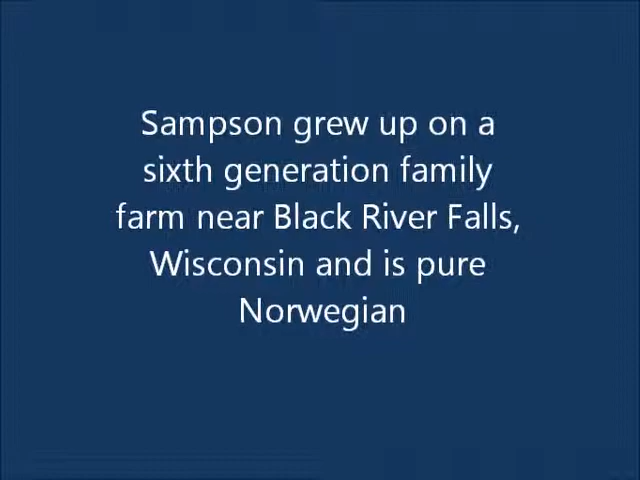 Sampson grew up on a
sixth generation family
farm near Black River Falls,
Wisconsin and is pure
Norwegian